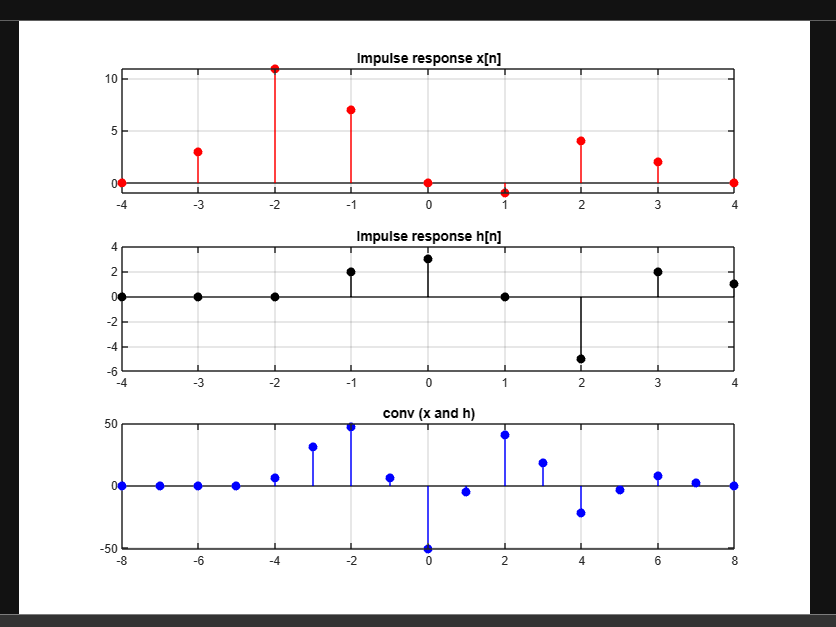 Impulse response x[n]
10
5
0
-4 -3 -2 -1 0 1 2 3 4
Impulse response h[n]
4
2
0
-2
-4
-6
-4 -3 -2 -1 0 1 2 3 4
conv (x and h)
50
0
-50
-8 -6 -4 -2 0 2 4 6 8